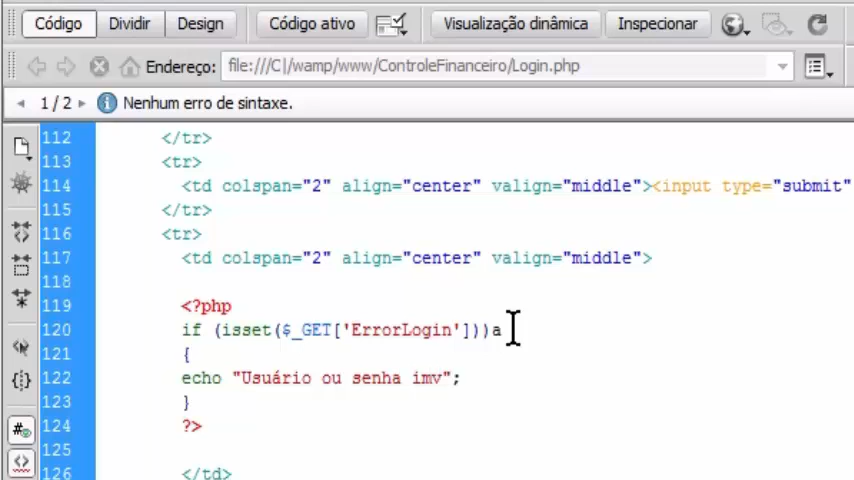 Código Dividir Design Código ativo Visualização dinâmica Inspecionar
Endereço: file:///C|/wamp/www/ControleFinanceiro/Login.php
1 / 2 Nenhum erro de sintaxe.
112 </tr>
113 <tr>
114 <td colspan="2" align="center" valign="middle"><input type="submit"
115 </tr>
116 <tr>
117 <td colspan="2" align="center" valign="middle">
118
119 <?php
120 if (isset($_GET['ErrorLogin']))a
121 {
122 echo "Usuário ou senha imv";
123 }
124 ?>
125
126 </td>